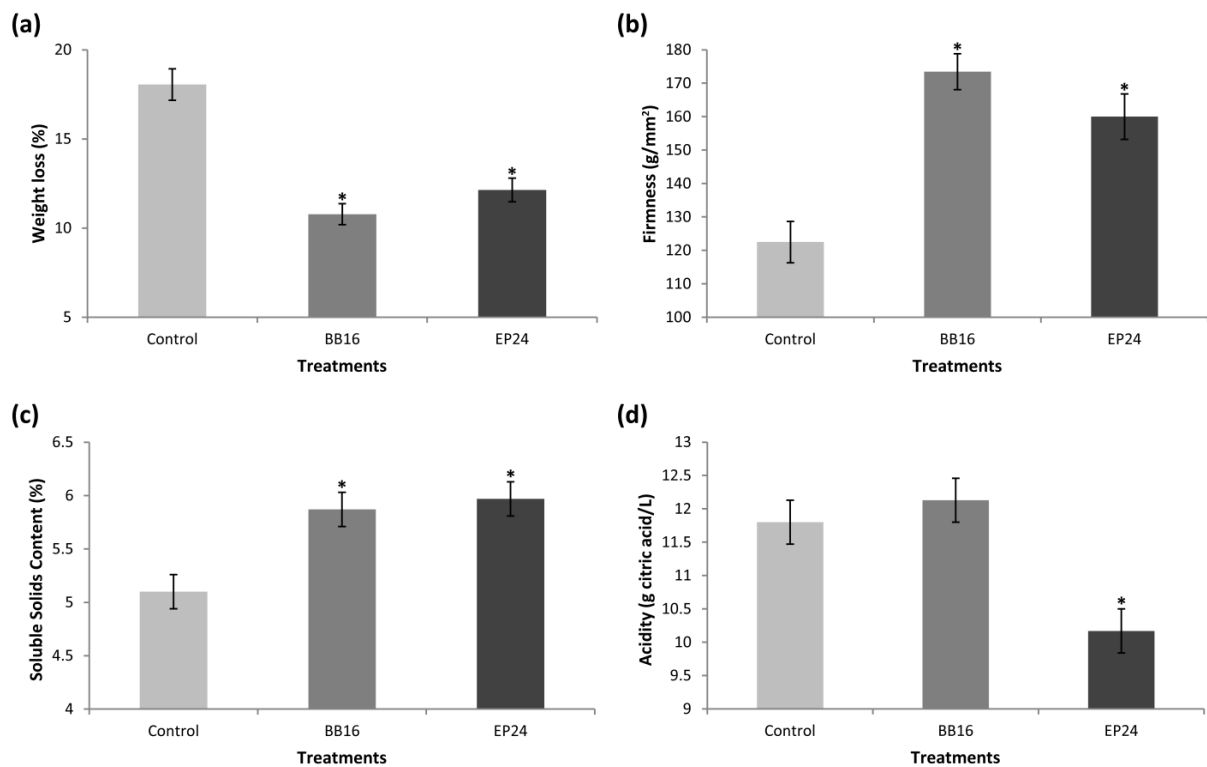 (a)
20
15
10
5
Weight loss (%)
*
*
Control BB16 EP24
Treatments
(b)
180
170
160
150
140
130
120
110
100
Firmness (g/mm²)
*
*
Control BB16 EP24
Treatments
(c)
6.5
6
5.5
5
4.5
4
Soluble Solids Content (%)
*
*
Control BB16 EP24
Treatments
(d)
13
12.5
12
11.5
11
10.5
10
9.5
9
Acidity (g citric acid/L)
*
Control BB16 EP24
Treatments